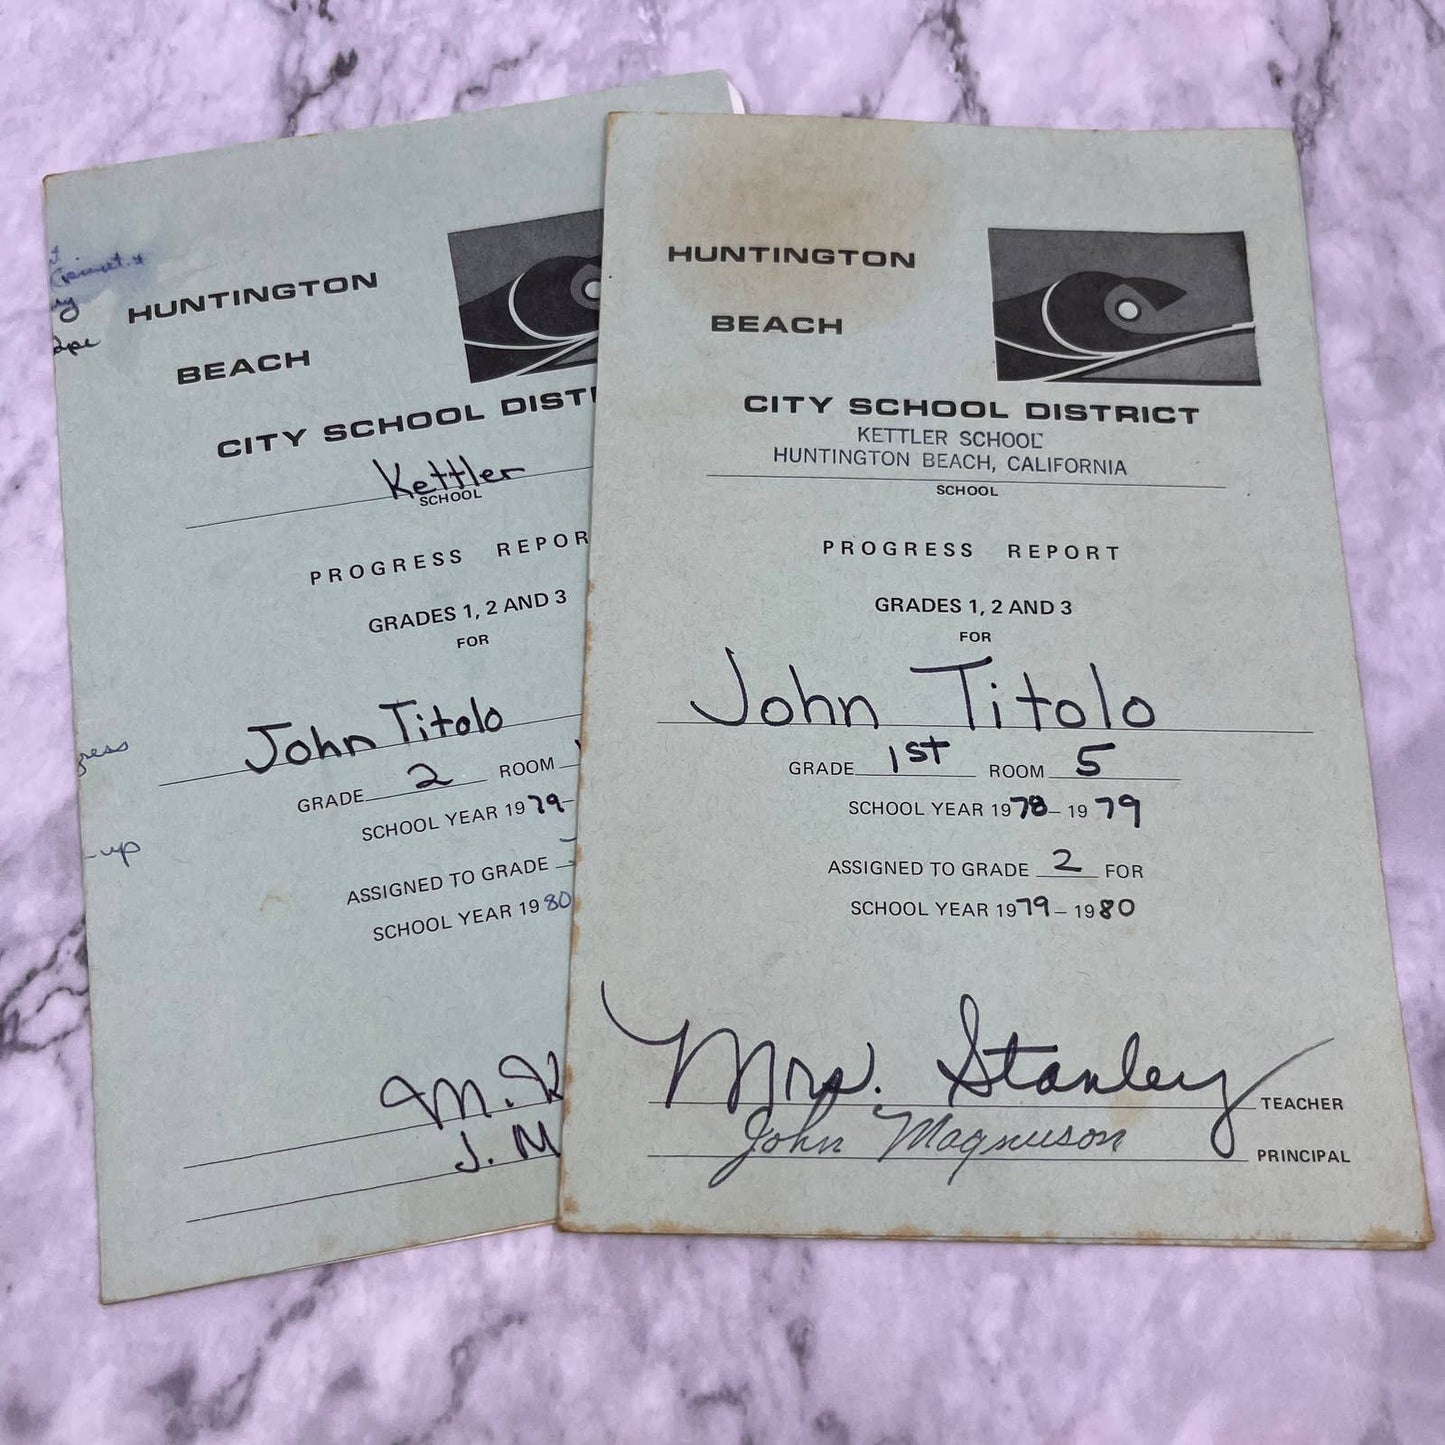 HUNTINGTON
BEACH
CITY SCHOOL DIST
Kettler
SCHOOL
PROGRESS REPOR
GRADES 1, 2 AND 3
FOR
John Titolo
GRADE 2 ROOM
SCHOOL YEAR 1979-
ASSIGNED TO GRADE
SCHOOL YEAR 1980
M. K
J. M
-up
HUNTINGTON
BEACH
CITY SCHOOL DISTRICT
KETTLER SCHOOL
HUNTINGTON BEACH, CALIFORNIA
SCHOOL
PROGRESS REPORT
GRADES 1, 2 AND 3
FOR
John Titolo
GRADE 1st ROOM 5
SCHOOL YEAR 1978-1979
ASSIGNED TO GRADE 2 FOR
SCHOOL YEAR 1979-1980
Mrs. Stanley TEACHER
John Magnuson PRINCIPAL